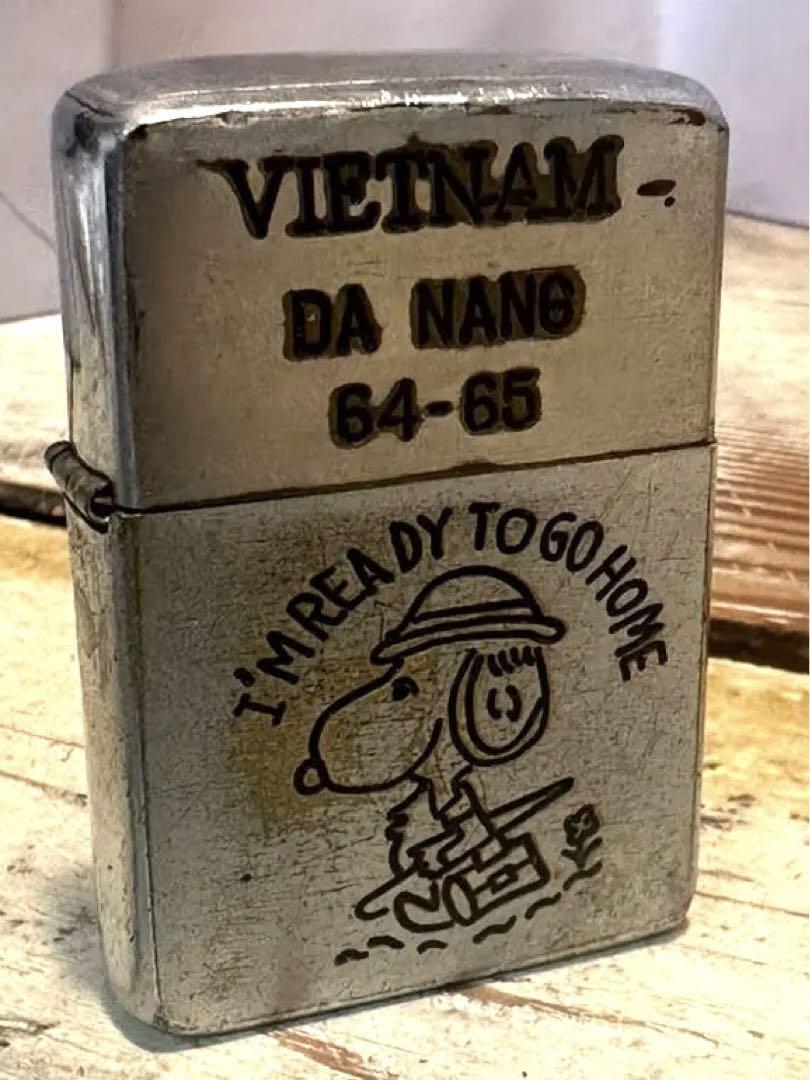 VIETNAM
DA NANG
64-65
I'M READY TO GO HOME